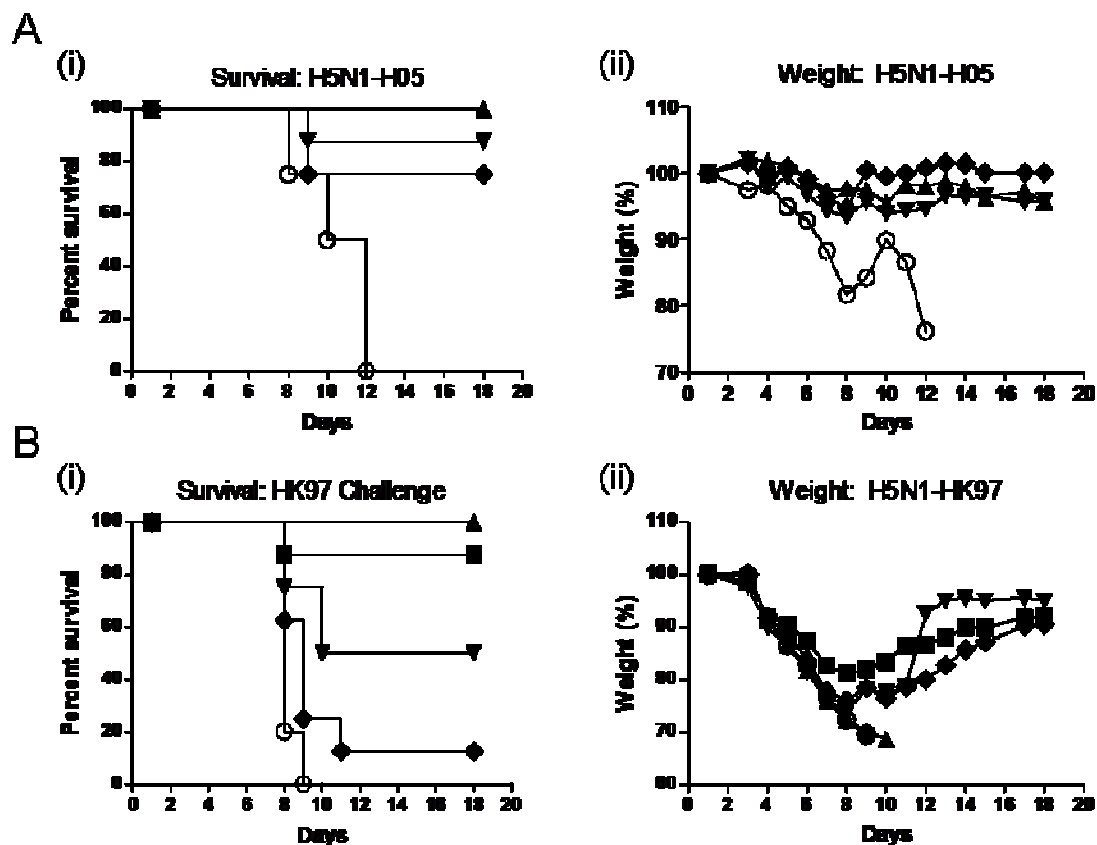 A
(i)
Survival: H5N1-H05
Percent survival
100
80
60
40
20
0
0 2 4 6 8 10 12 14 16 18 20
Days
(ii)
Weight: H5N1-H05
Weight (%)
110
100
90
80
70
0 2 4 6 8 10 12 14 16 18 20
Days
B
(i)
Survival: HK97 Challenge
Percent survival
100
80
60
40
20
0
0 2 4 6 8 10 12 14 16 18 20
Days
(ii)
Weight: H5N1-HK97
Weight (%)
110
100
90
80
70
60
0 2 4 6 8 10 12 14 16 18 20
Days